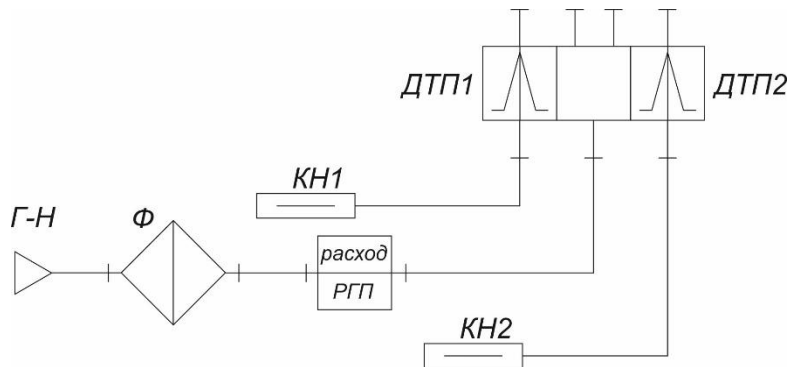 ДТП1
ДТП2
КН1
Г-Н
Ф
расход
РГП
КН2